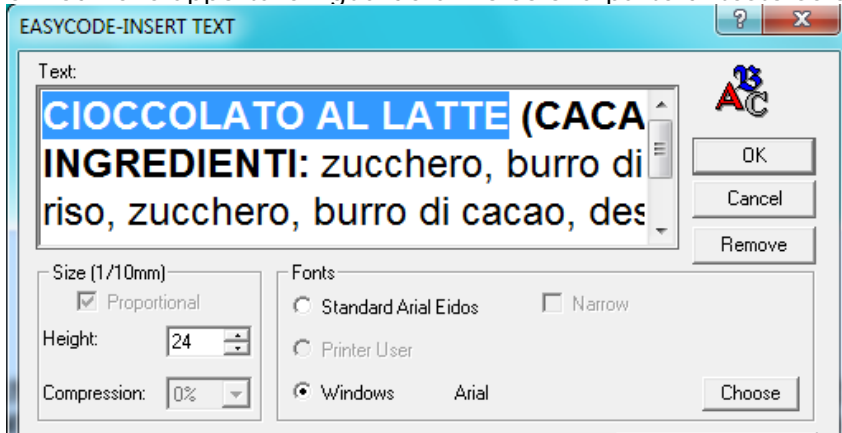 EASYCODE-INSERT TEXT
Text:
CIOCCOLATO AL LATTE (CACA
INGREDIENTI: zucchero, burro di
riso, zucchero, burro di cacao, des
ABC
OK
Cancel
Remove
Size (1/10mm)
Proportional
Height: 24
Compression: 0%
Fonts
Standard Arial Eidos
Narrow
Printer User
Windows Arial
Choose